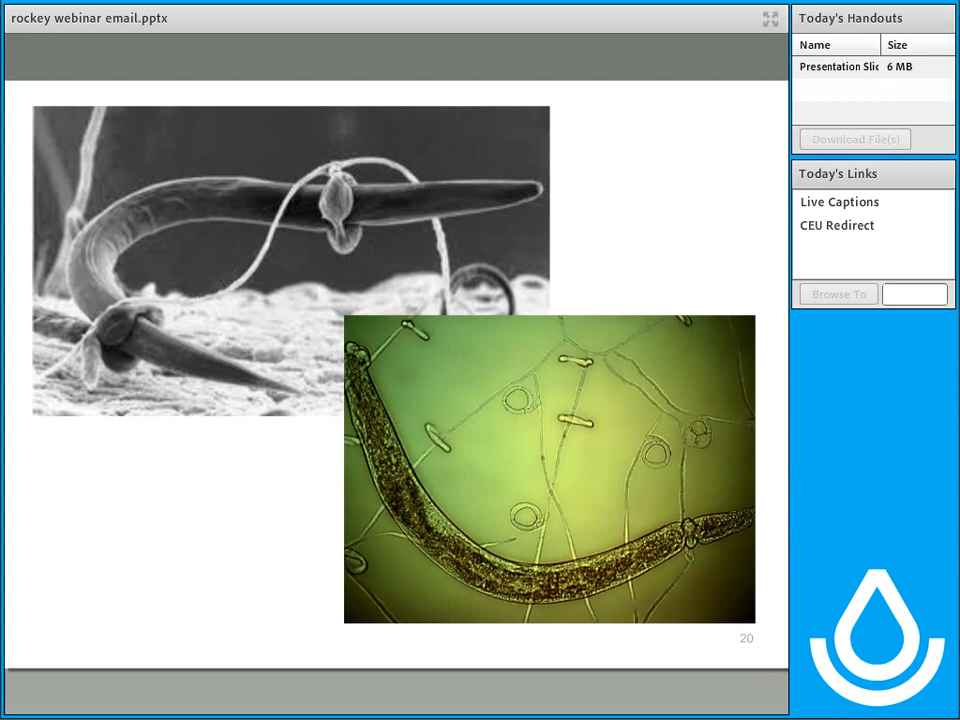 rockey webinar email.pptx
20
Today's Handouts
Name Size
Presentation Slic 6 MB
Download File(s)
Today's Links
Live Captions
CEU Redirect
Browse To